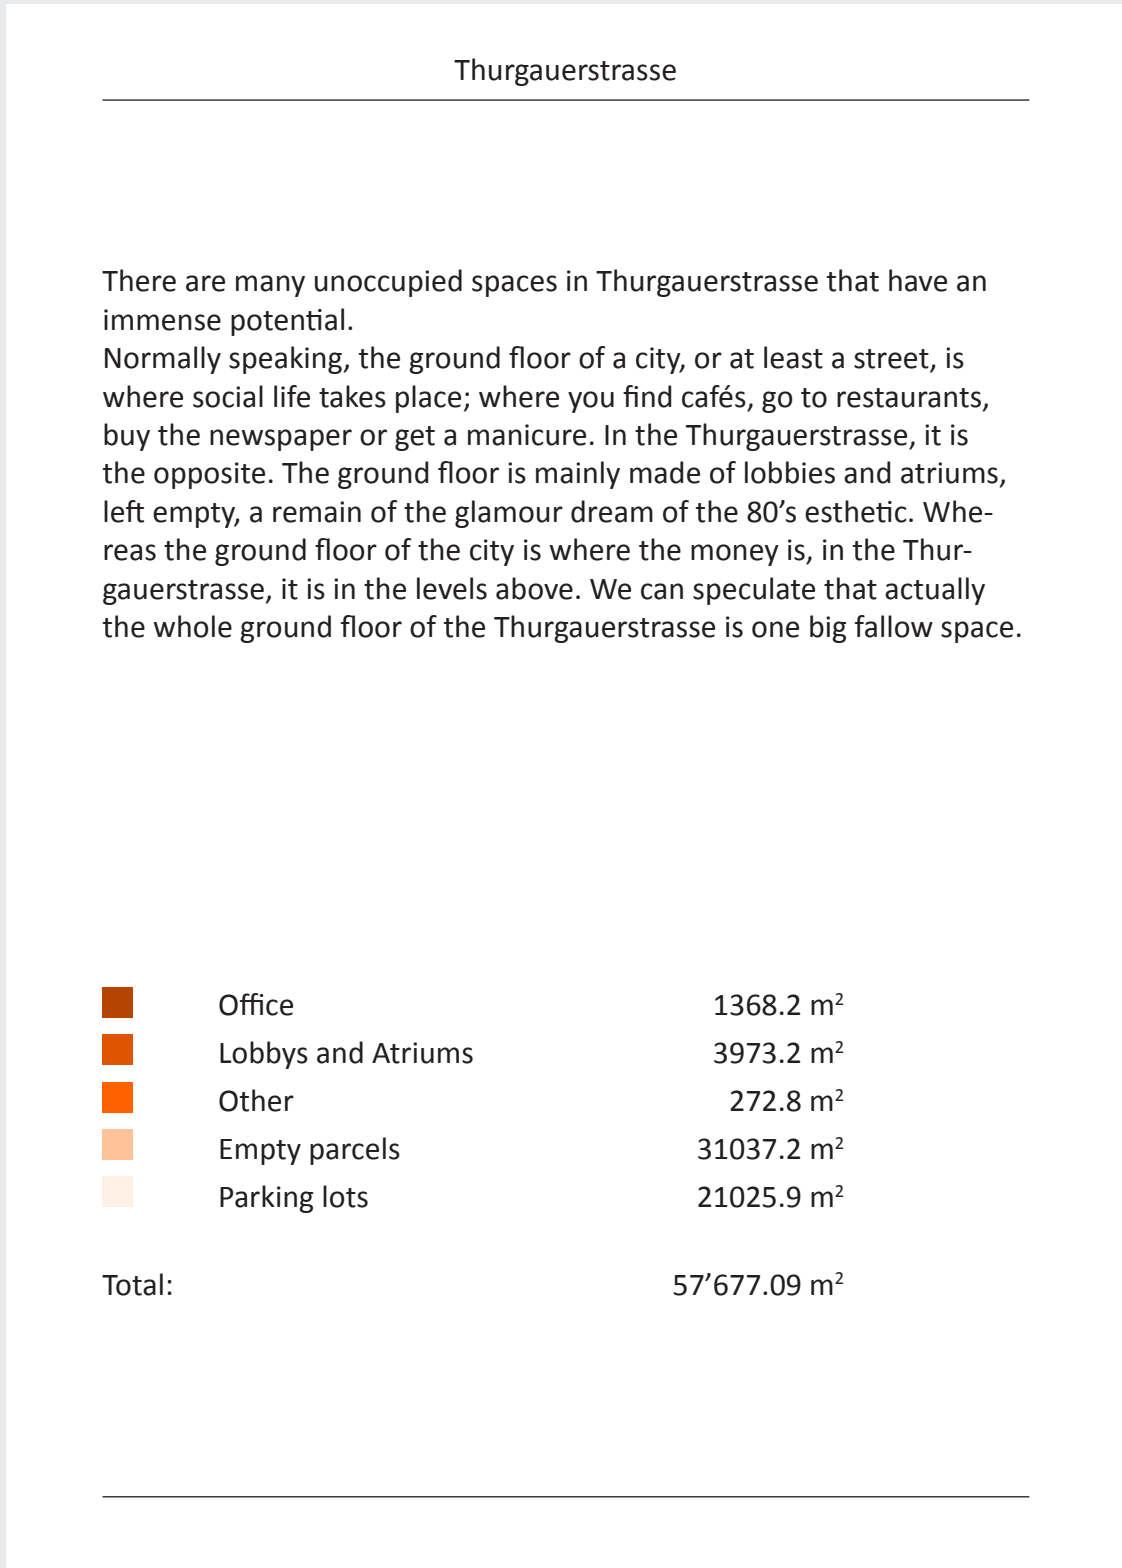 Thurgauerstrasse
There are many unoccupied spaces in Thurgauerstrasse that have an
immense potential.
Normally speaking, the ground floor of a city, or at least a street, is
where social life takes place; where you find cafés, go to restaurants,
buy the newspaper or get a manicure. In the Thurgauerstrasse, it is
the opposite. The ground floor is mainly made of lobbies and atriums,
left empty, a remain of the glamour dream of the 80’s esthetic. Whe-
reas the ground floor of the city is where the money is, in the Thur-
gauerstrasse, it is in the levels above. We can speculate that actually
the whole ground floor of the Thurgauerstrasse is one big fallow space.
Office 1368.2 m²
Lobbys and Atriums 3973.2 m²
Other 272.8 m²
Empty parcels 31037.2 m²
Parking lots 21025.9 m²
Total: 57’677.09 m²